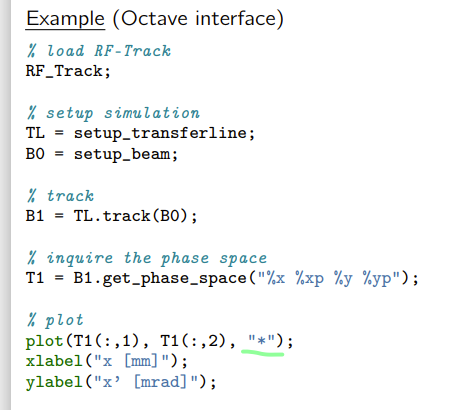 Example (Octave interface)
% load RF-Track
RF_Track;
% setup simulation
TL = setup_transferline;
B0 = setup_beam;
% track
B1 = TL.track(B0);
% inquire the phase space
T1 = B1.get_phase_space("%x %xp %y %yp");
% plot
plot(T1(:,1), T1(:,2), "*");
xlabel("x [mm]");
ylabel("x’ [mrad]");